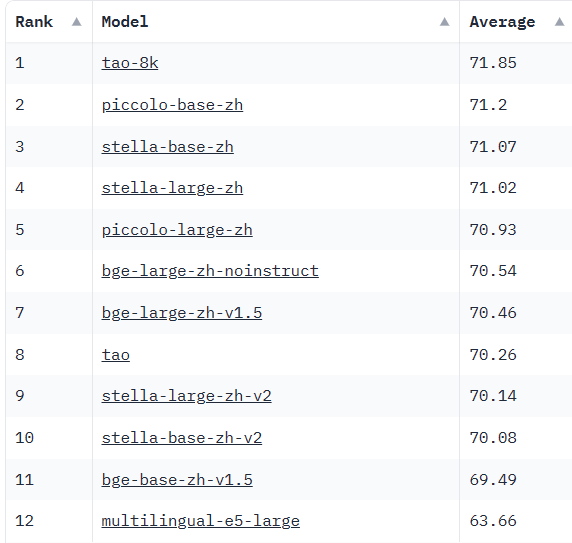 Rank ▲ Model ▲ Average ▲
1 tao-8k 71.85
2 piccolo-base-zh 71.2
3 stella-base-zh 71.07
4 stella-large-zh 71.02
5 piccolo-large-zh 70.93
6 bge-large-zh-noinstruct 70.54
7 bge-large-zh-v1.5 70.46
8 tao 70.26
9 stella-large-zh-v2 70.14
10 stella-base-zh-v2 70.08
11 bge-base-zh-v1.5 69.49
12 multilingual-e5-large 63.66